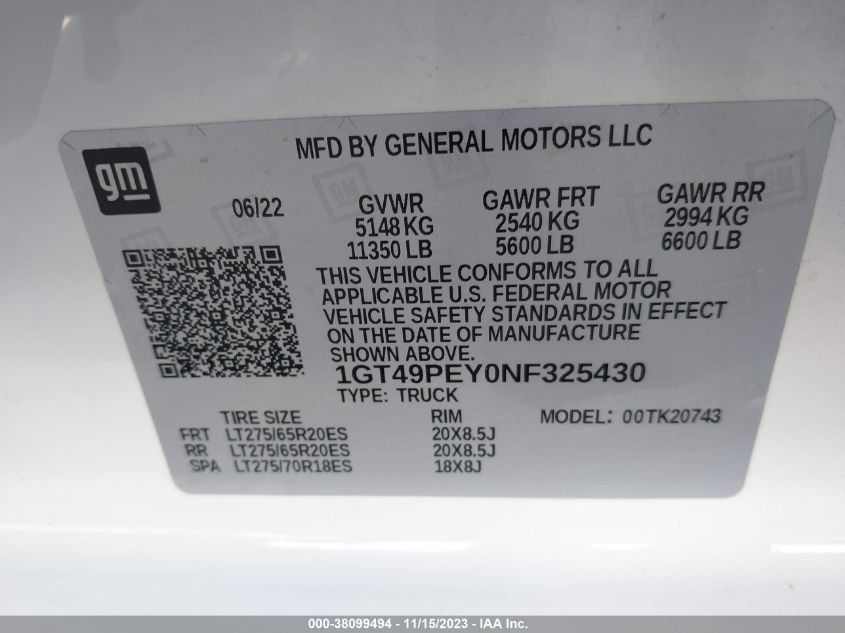 MFD BY GENERAL MOTORS LLC
gm
06/22 GVWR GAWR FRT GAWR RR
5148 KG 2540 KG 2994 KG
11350 LB 5600 LB 6600 LB
THIS VEHICLE CONFORMS TO ALL
APPLICABLE U.S. FEDERAL MOTOR
VEHICLE SAFETY STANDARDS IN EFFECT
ON THE DATE OF MANUFACTURE
SHOWN ABOVE.
1GT49PEY0NF325430
TYPE: TRUCK
TIRE SIZE RIM MODEL: 00TK20743
FRT LT275/65R20ES 20X8.5J
RR LT275/65R20ES 20X8.5J
SPA LT275/70R18ES 18X8J
000-38099494 - 11/15/2023 - IAA Inc.